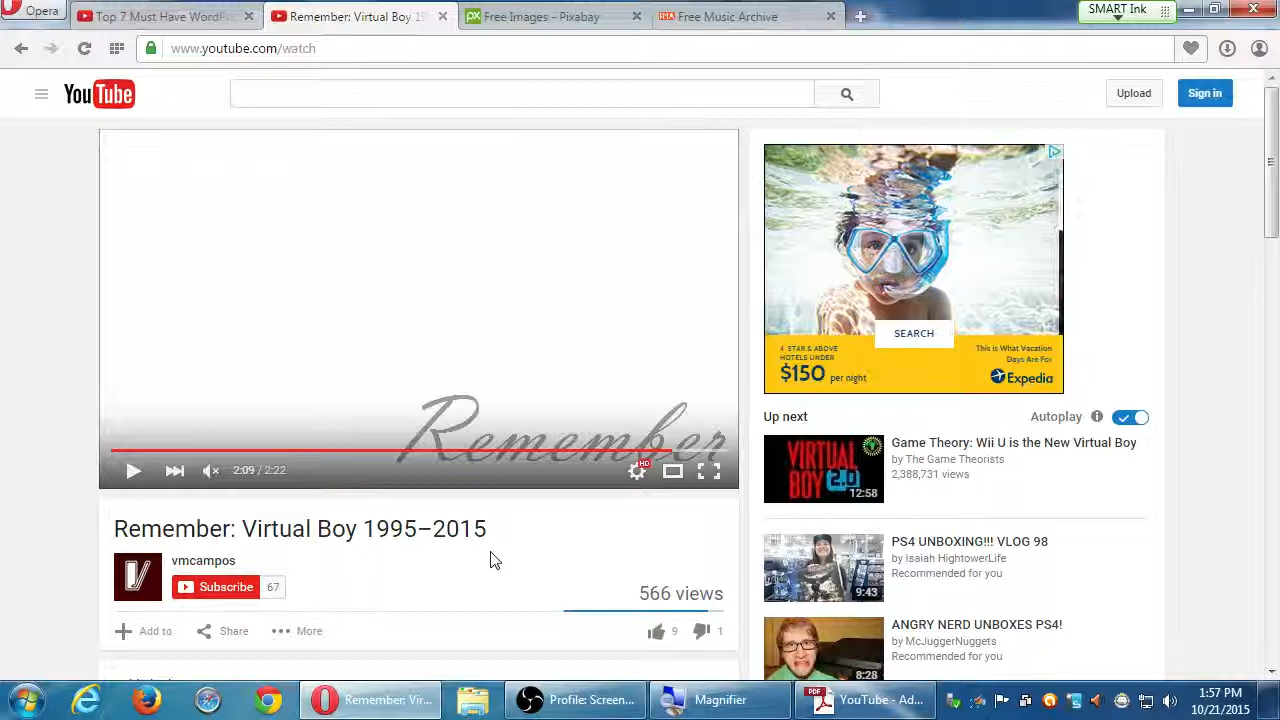 Opera
Top 7 Must Have WordP
Remember: Virtual Boy 19
Free Images - Pixabay
Free Music Archive
SMART Ink
www.youtube.com/watch
YouTube
Upload
Sign in
Remember
2:09 / 2:22
HD
SEARCH
4 STAR & ABOVE
HOTELS UNDER
$150 per night
This is What Vacation
Days Are For
Expedia
Up next
Autoplay
VIRTUAL
BOY 2.0
12:58
Game Theory: Wii U is the New Virtual Boy
by The Game Theorists
2,388,731 views
Remember: Virtual Boy 1995–2015
vmcampos
Subscribe
67
566 views
Add to
Share
More
9
1
9:43
PS4 UNBOXING!!! VLOG 98
by Isaiah HightowerLife
Recommended for you
8:28
ANGRY NERD UNBOXES PS4!
by McJuggerNuggets
Recommended for you
Remember: Vir...
Profile: Screen...
Magnifier
PDF
YouTube - Ad...
1:57 PM
10/21/2015